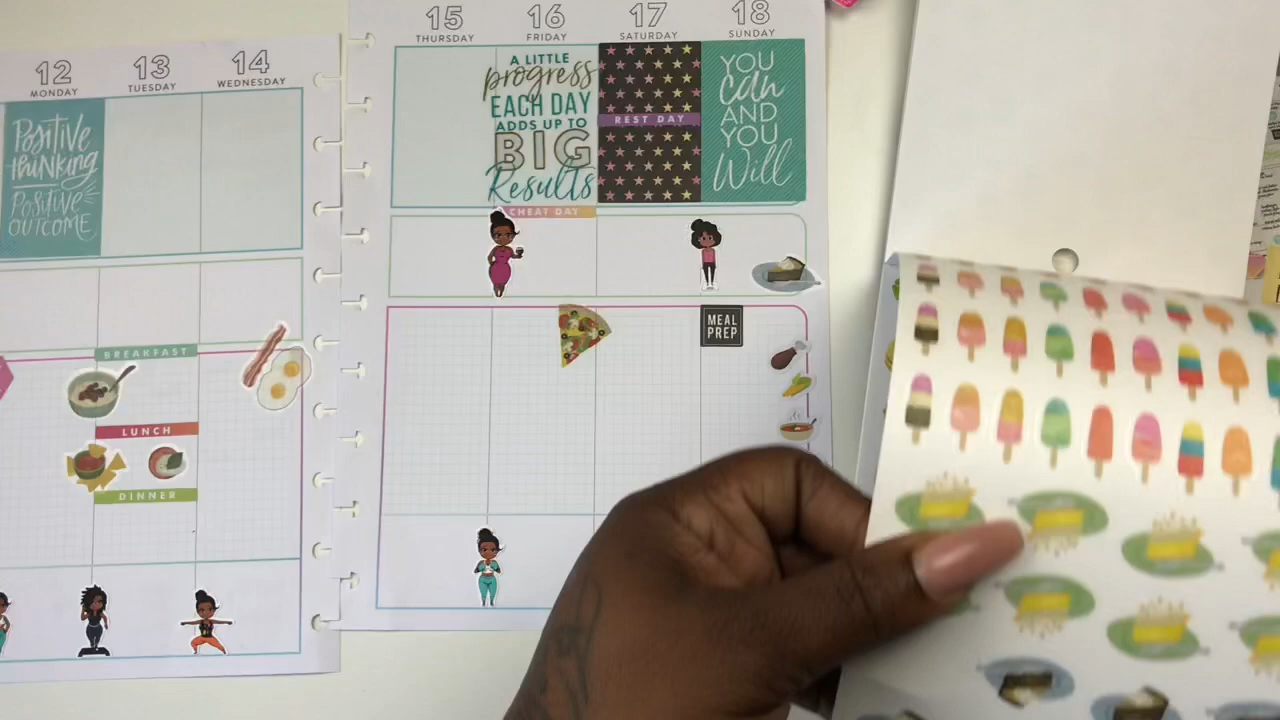 12
MONDAY
13
TUESDAY
14
WEDNESDAY
Positive
thinking
Positive
OUTCOME
BREAKFAST
LUNCH
DINNER
15
THURSDAY
16
FRIDAY
17
SATURDAY
18
SUNDAY
A LITTLE
progress
EACH DAY
ADDS UP TO
BIG
Results
REST DAY
YOU
Can
AND
YOU
Will
CHEAT DAY
MEAL
PREP